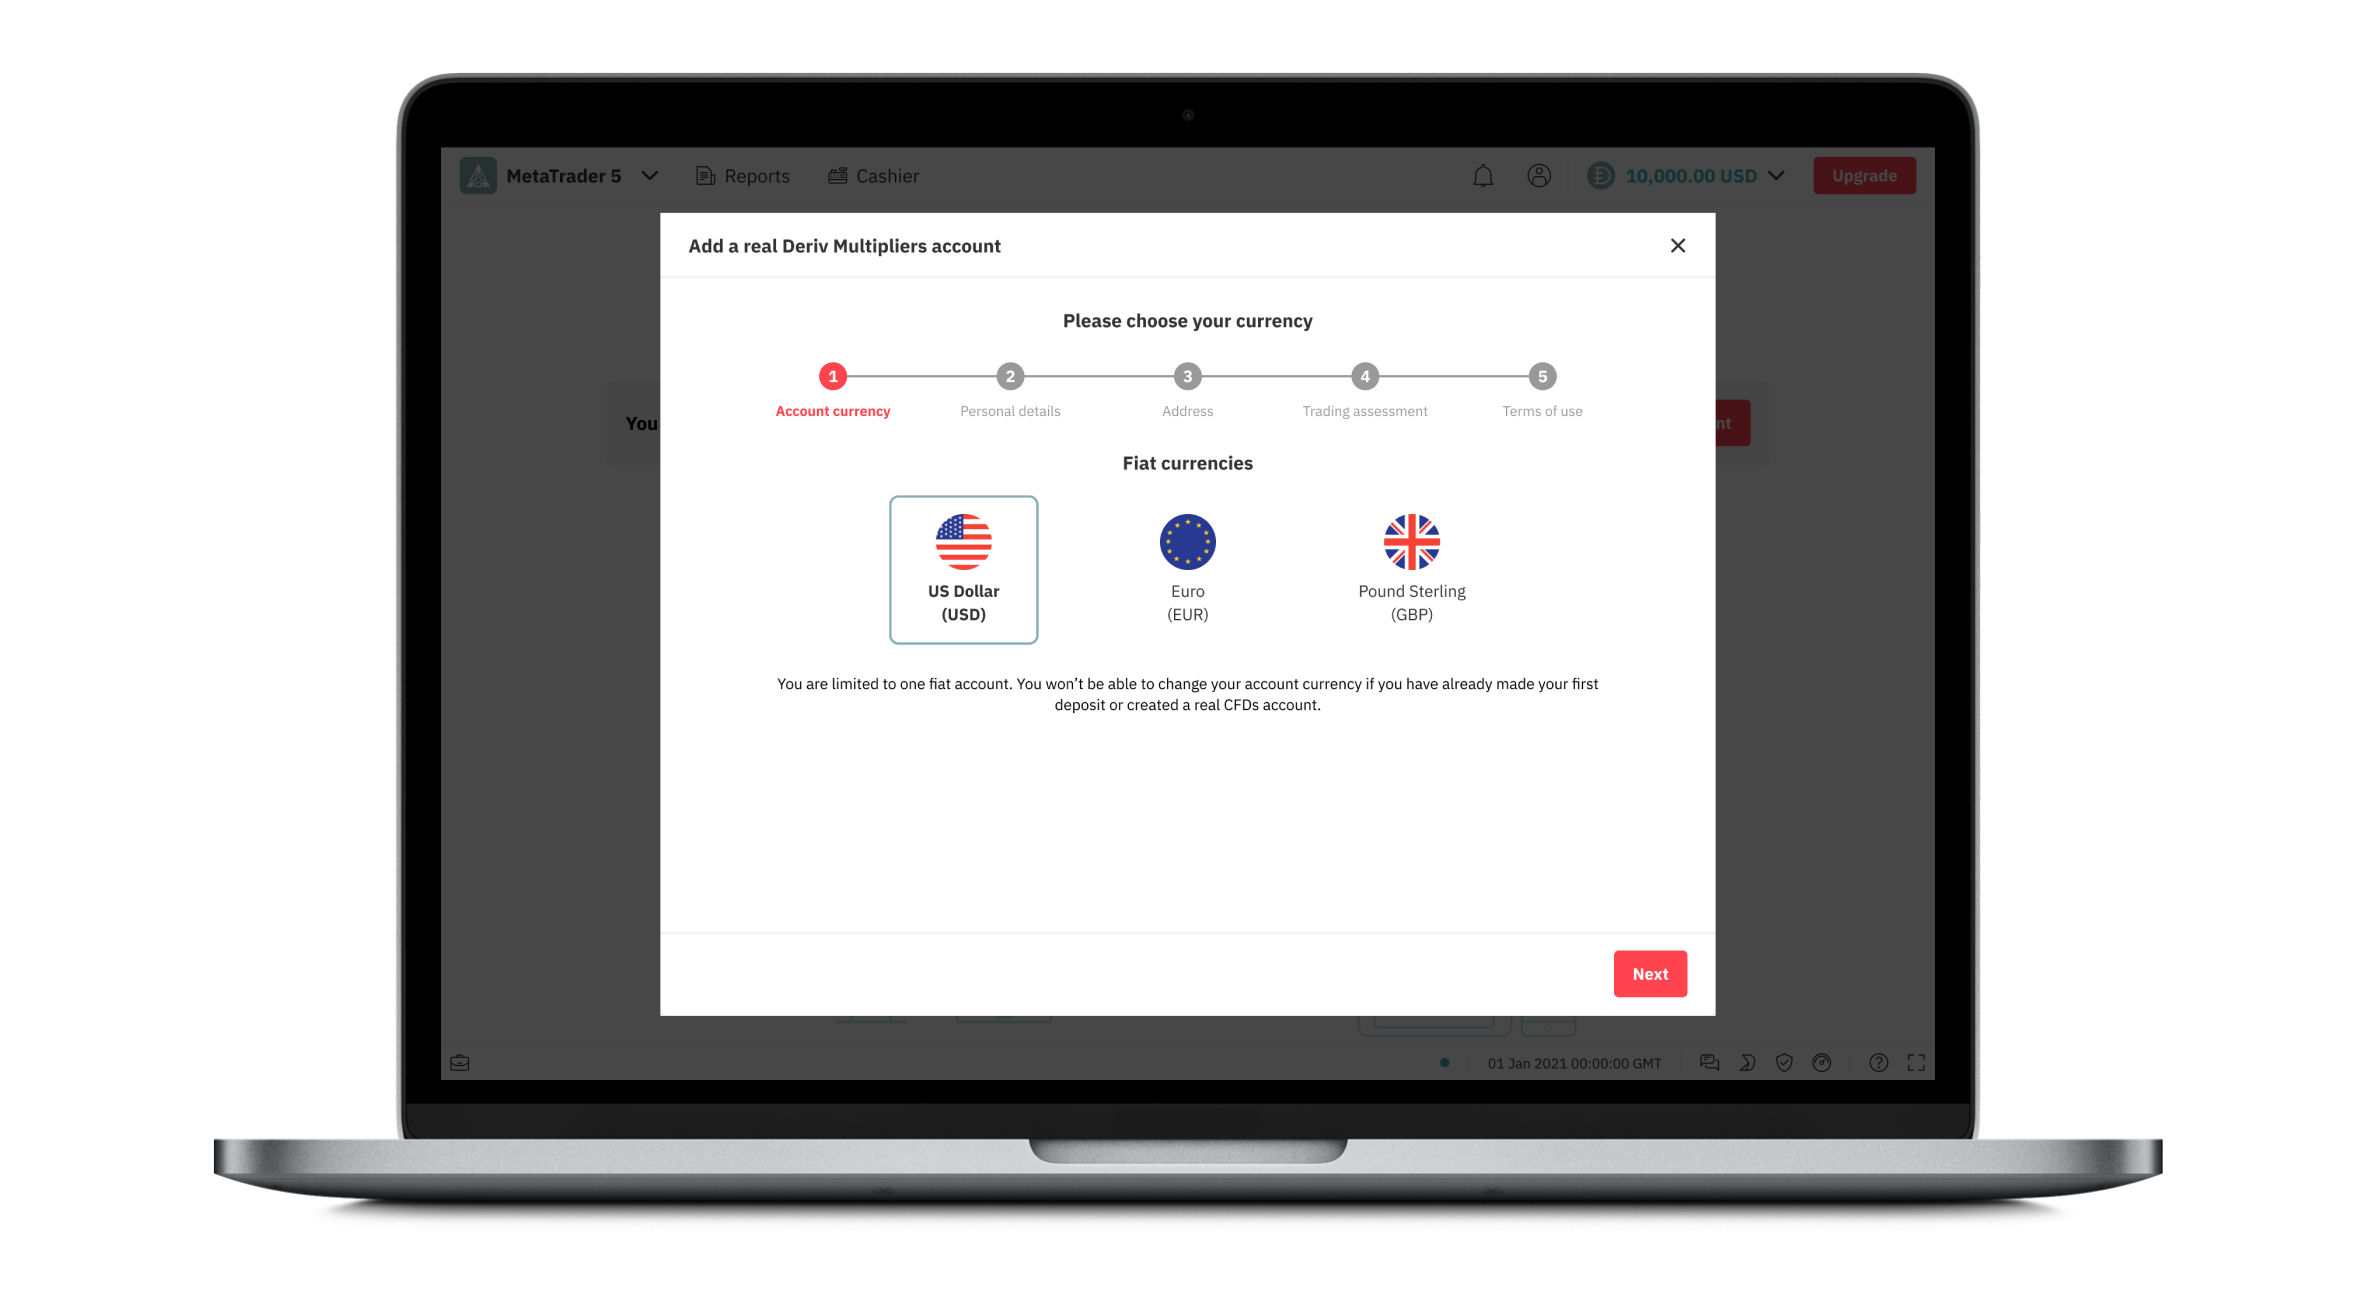 MetaTrader 5
Reports
Cashier
10,000.00 USD
Upgrade
Add a real Deriv Multipliers account
Please choose your currency
1
2
3
4
5
Account currency
Personal details
Address
Trading assessment
Terms of use
You
nt
Fiat currencies
US Dollar
(USD)
Euro
(EUR)
Pound Sterling
(GBP)
You are limited to one fiat account. You won’t be able to change your account currency if you have already made your first
deposit or created a real CFDs account.
Next
01 Jan 2021 00:00:00 GMT